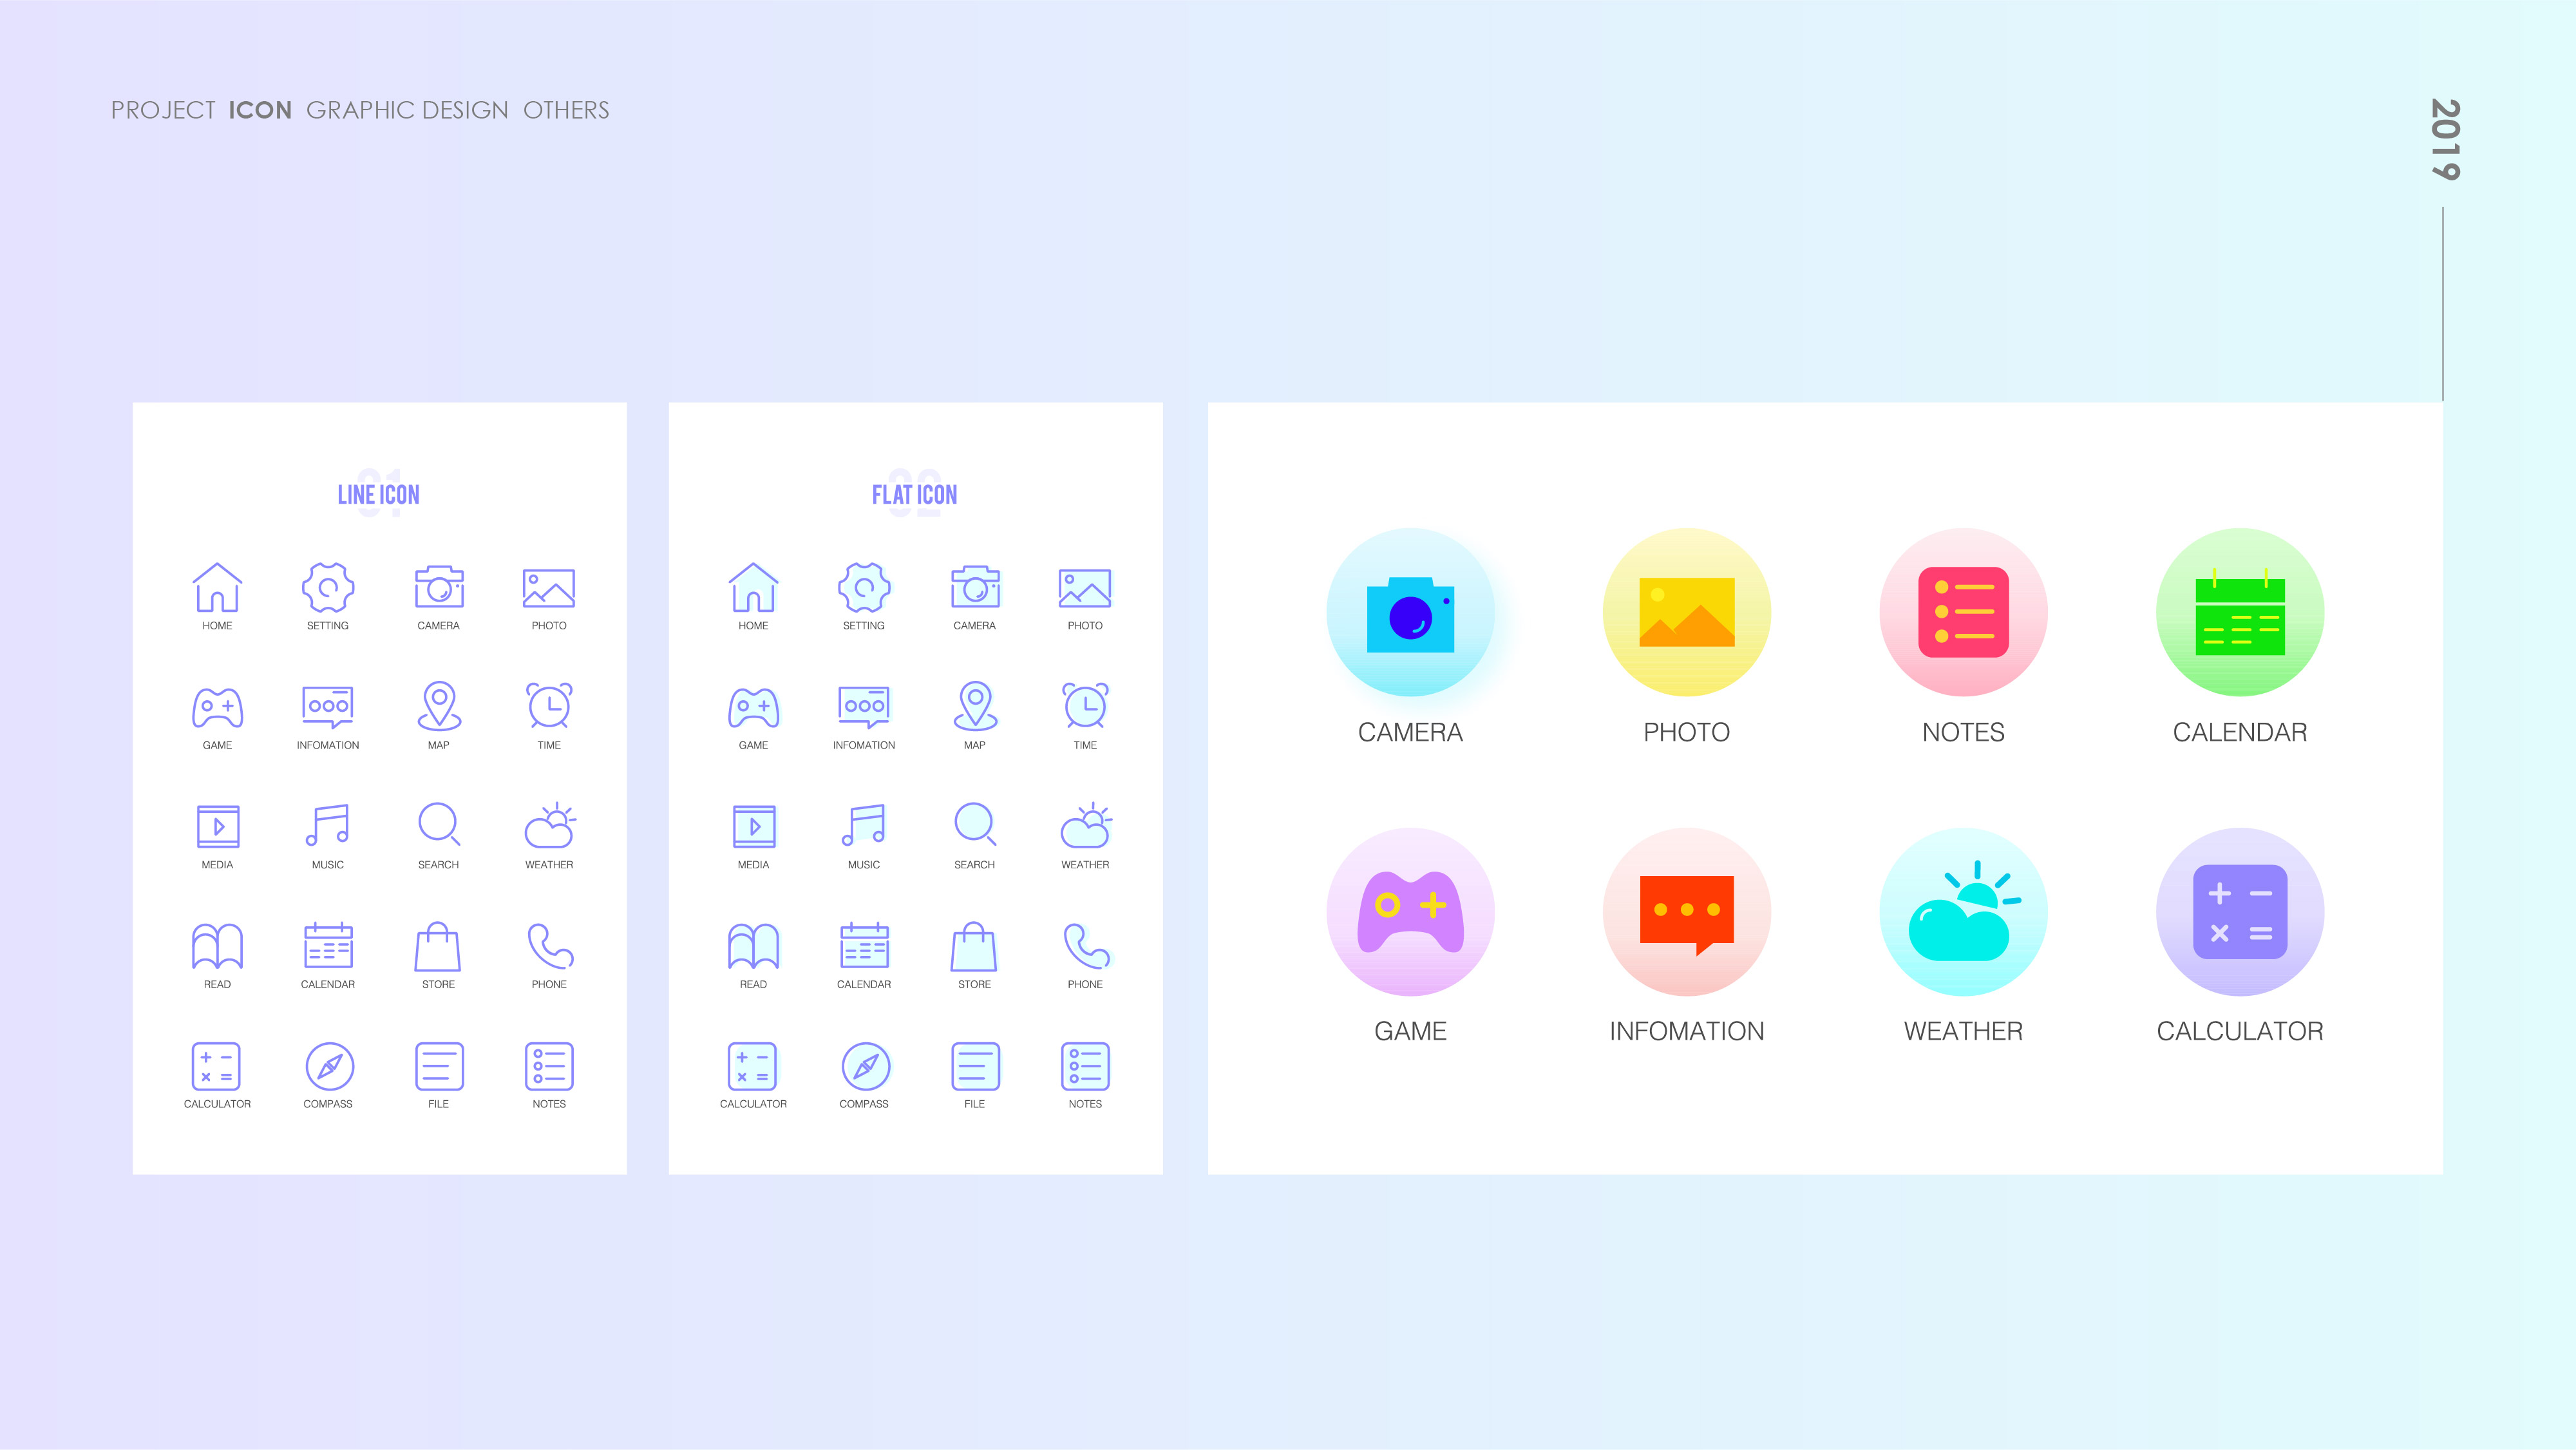 PROJECT ICON GRAPHIC DESIGN OTHERS
2019
01
LINE ICON
HOME SETTING CAMERA PHOTO
GAME INFOMATION MAP TIME
MEDIA MUSIC SEARCH WEATHER
READ CALENDAR STORE PHONE
CALCULATOR COMPASS FILE NOTES
02
FLAT ICON
HOME SETTING CAMERA PHOTO
GAME INFOMATION MAP TIME
MEDIA MUSIC SEARCH WEATHER
READ CALENDAR STORE PHONE
CALCULATOR COMPASS FILE NOTES
CAMERA PHOTO NOTES CALENDAR
GAME INFOMATION WEATHER CALCULATOR